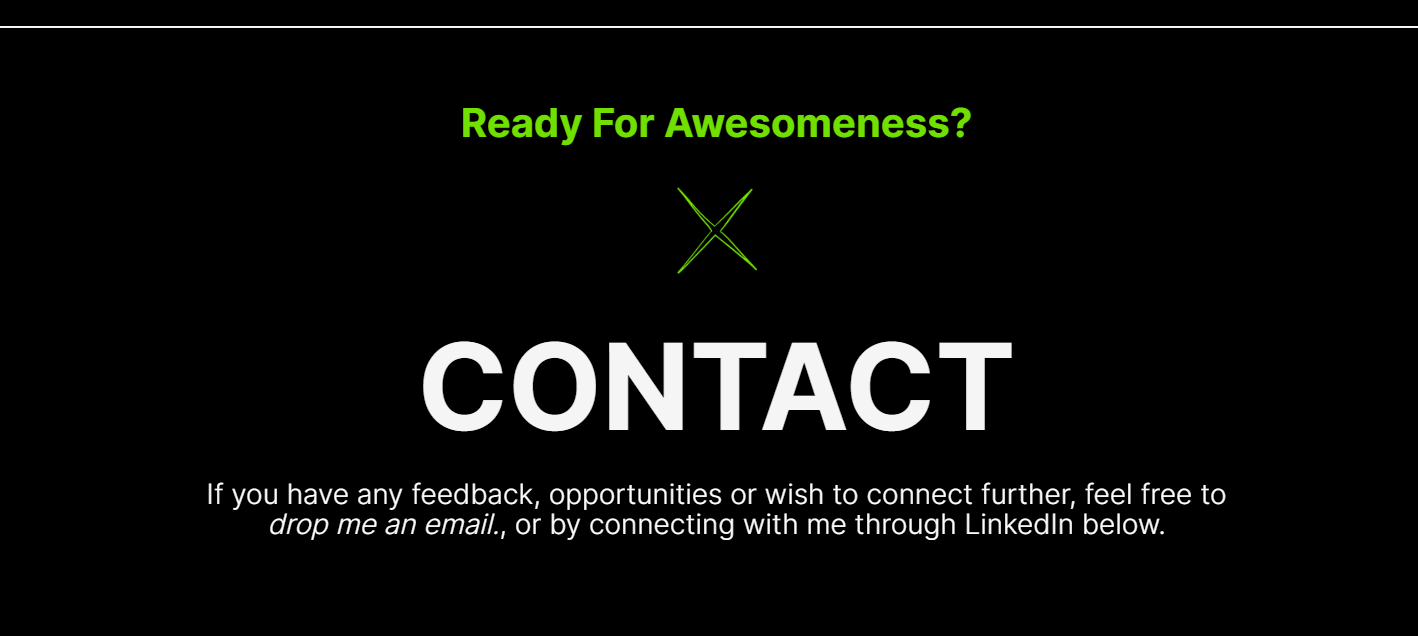 Ready For Awesomeness?
CONTACT
If you have any feedback, opportunities or wish to connect further, feel free to
drop me an email., or by connecting with me through LinkedIn below.